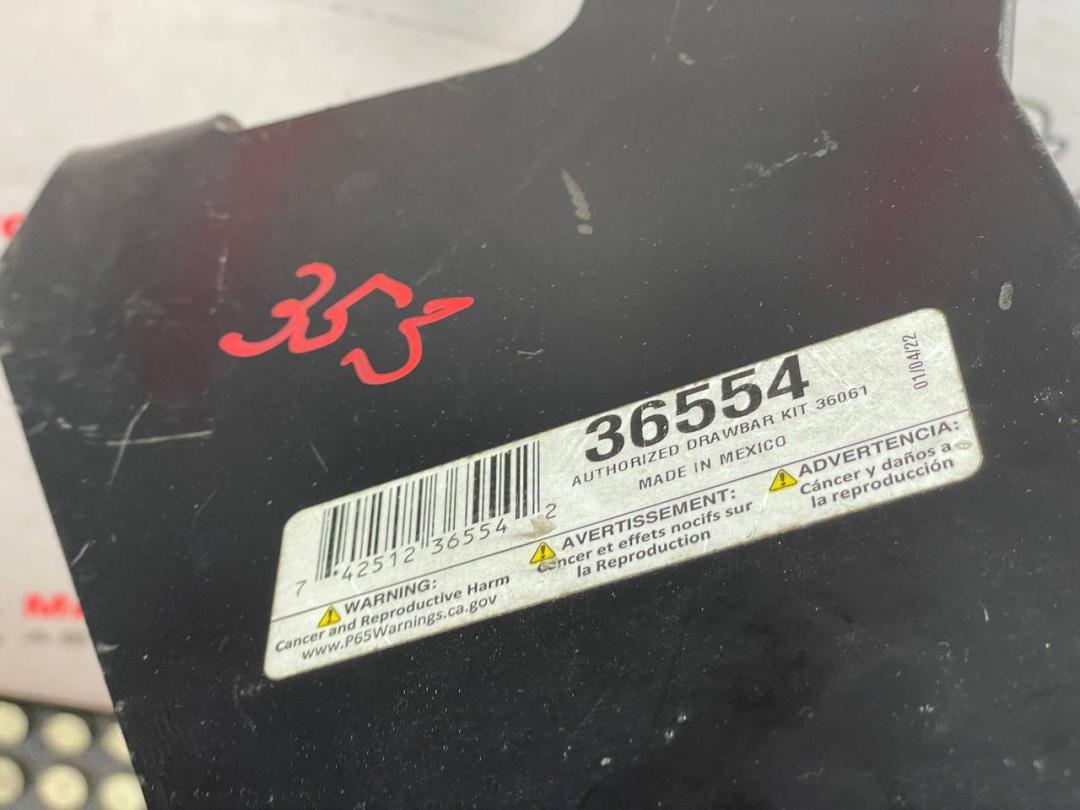 355
36554
AUTHORIZED DRAWBAR KIT 36061
MADE IN MEXICO
01/04/22
7 42512 36554 2
WARNING:
Cancer and Reproductive Harm
www.P65Warnings.ca.gov
AVERTISSEMENT:
Cancer et effets nocifs sur
la Reproduction
ADVERTENCIA:
Cáncer y daños a
la reproducción